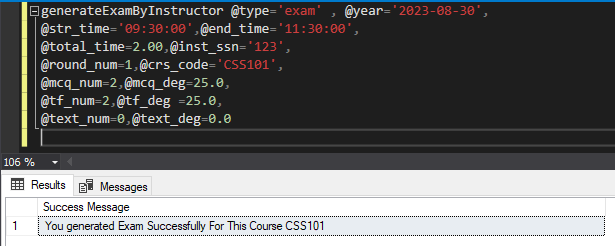 generateExamByInstructor @type='exam' , @year='2023-08-30',
@str_time='09:30:00',@end_time='11:30:00',
@total_time=2.00,@inst_ssn='123',
@round_num=1,@crs_code='CSS101',
@mcq_num=2,@mcq_deg=25.0,
@tf_num=2,@tf_deg =25.0,
@text_num=0,@text_deg=0.0
106 %
Results Messages
Success Message
1 You generated Exam Successfully For This Course CSS101